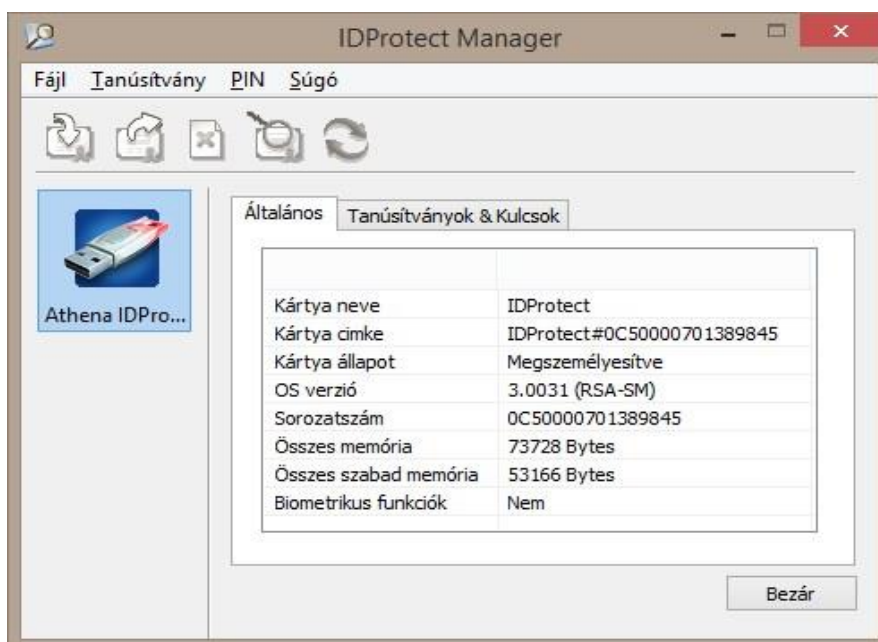 IDProtect Manager
Fájl Tanúsítvány PIN Súgó
Athena IDPro...
Általános Tanúsítványok & Kulcsok
Kártya neve IDProtect
Kártya cimke IDProtect#0C50000701389845
Kártya állapot Megszemélyesítve
OS verzió 3.0031 (RSA-SM)
Sorozatszám 0C50000701389845
Összes memória 73728 Bytes
Összes szabad memória 53166 Bytes
Biometrikus funkciók Nem
Bezár